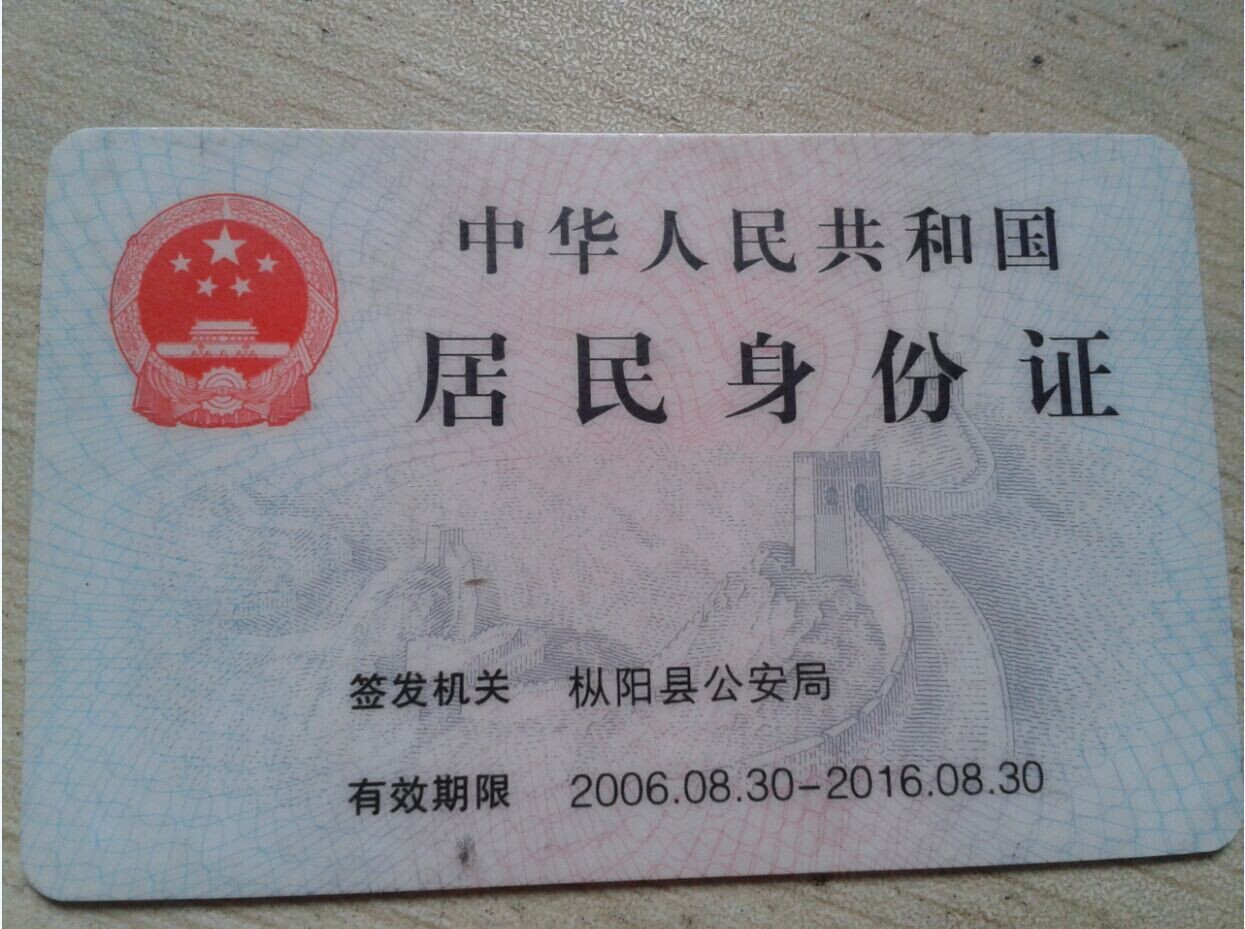 中华人民共和国
居民身份证
签发机关 枞阳县公安局
有效期限 2006.08.30-2016.08.30